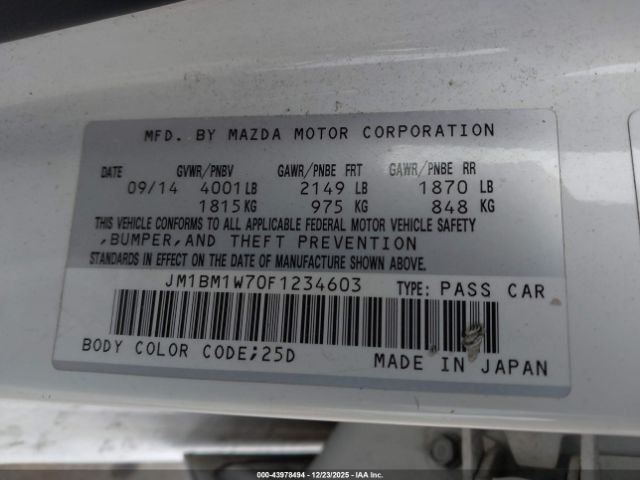 MFD. BY MAZDA MOTOR CORPORATION
DATE GVWR/PNBV GAWR/PNBE FRT GAWR/PNBE RR
09/14 4001 LB 2149 LB 1870 LB
1815 KG 975 KG 848 KG
THIS VEHICLE CONFORMS TO ALL APPLICABLE FEDERAL MOTOR VEHICLE SAFETY
,BUMPER,AND THEFT PREVENTION
STANDARDS IN EFFECT ON THE DATE OF MANUFACTURE SHOWN ABOVE.
JM1BM1W70F1234603 TYPE: PASS CAR
BODY COLOR CODE;25D MADE IN JAPAN
©-43978494 - 12/23/2025 - IAA.com